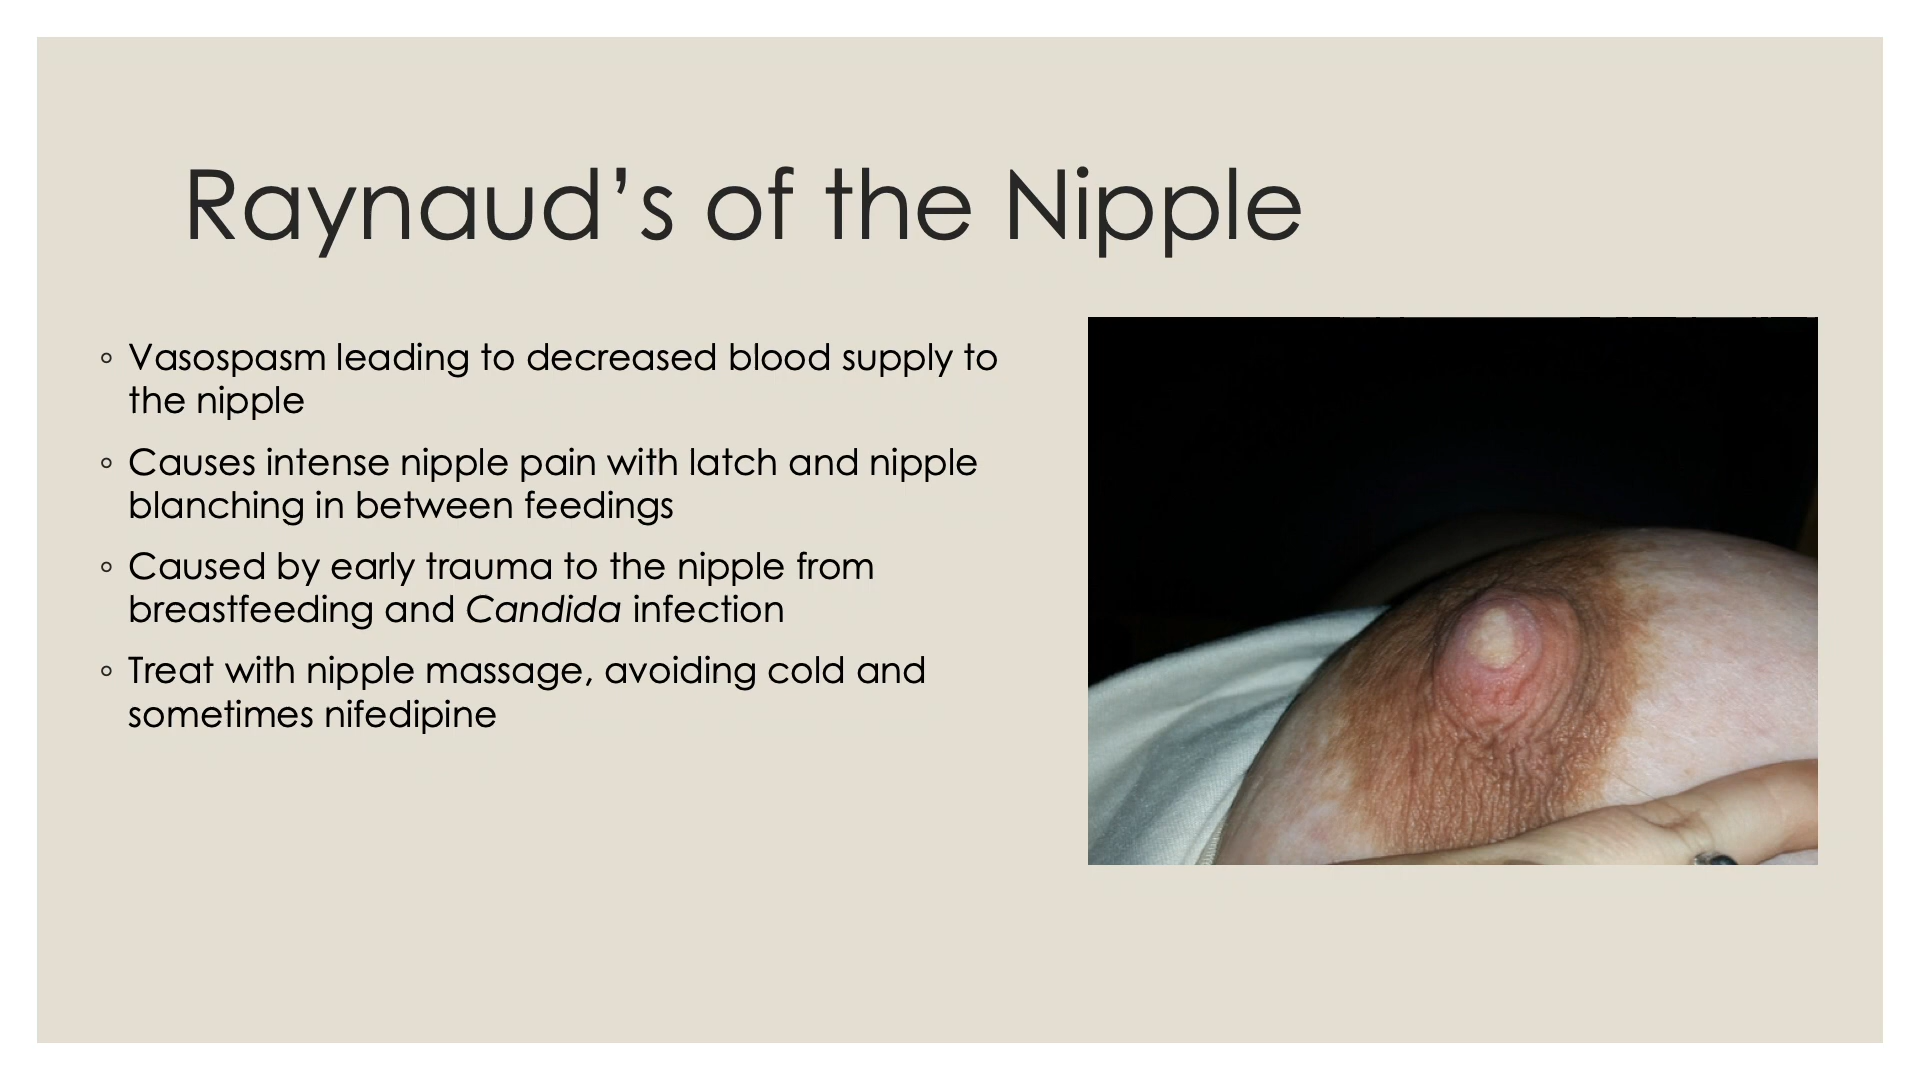 Raynaud’s of the Nipple
◦ Vasospasm leading to decreased blood supply to
the nipple
◦ Causes intense nipple pain with latch and nipple
blanching in between feedings
◦ Caused by early trauma to the nipple from
breastfeeding and Candida infection
◦ Treat with nipple massage, avoiding cold and
sometimes nifedipine